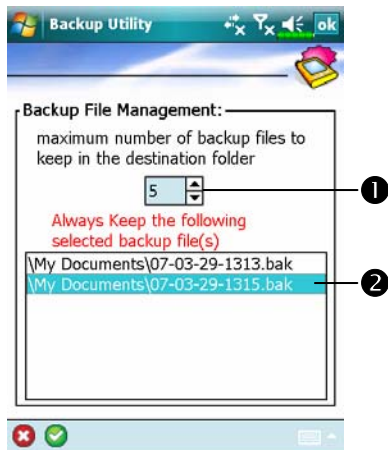 Backup Utility
ok
Backup File Management:
maximum number of backup files to
keep in the destination folder
5
1
Always Keep the following
selected backup file(s)
\My Documents\07-03-29-1313.bak
\My Documents\07-03-29-1315.bak
2